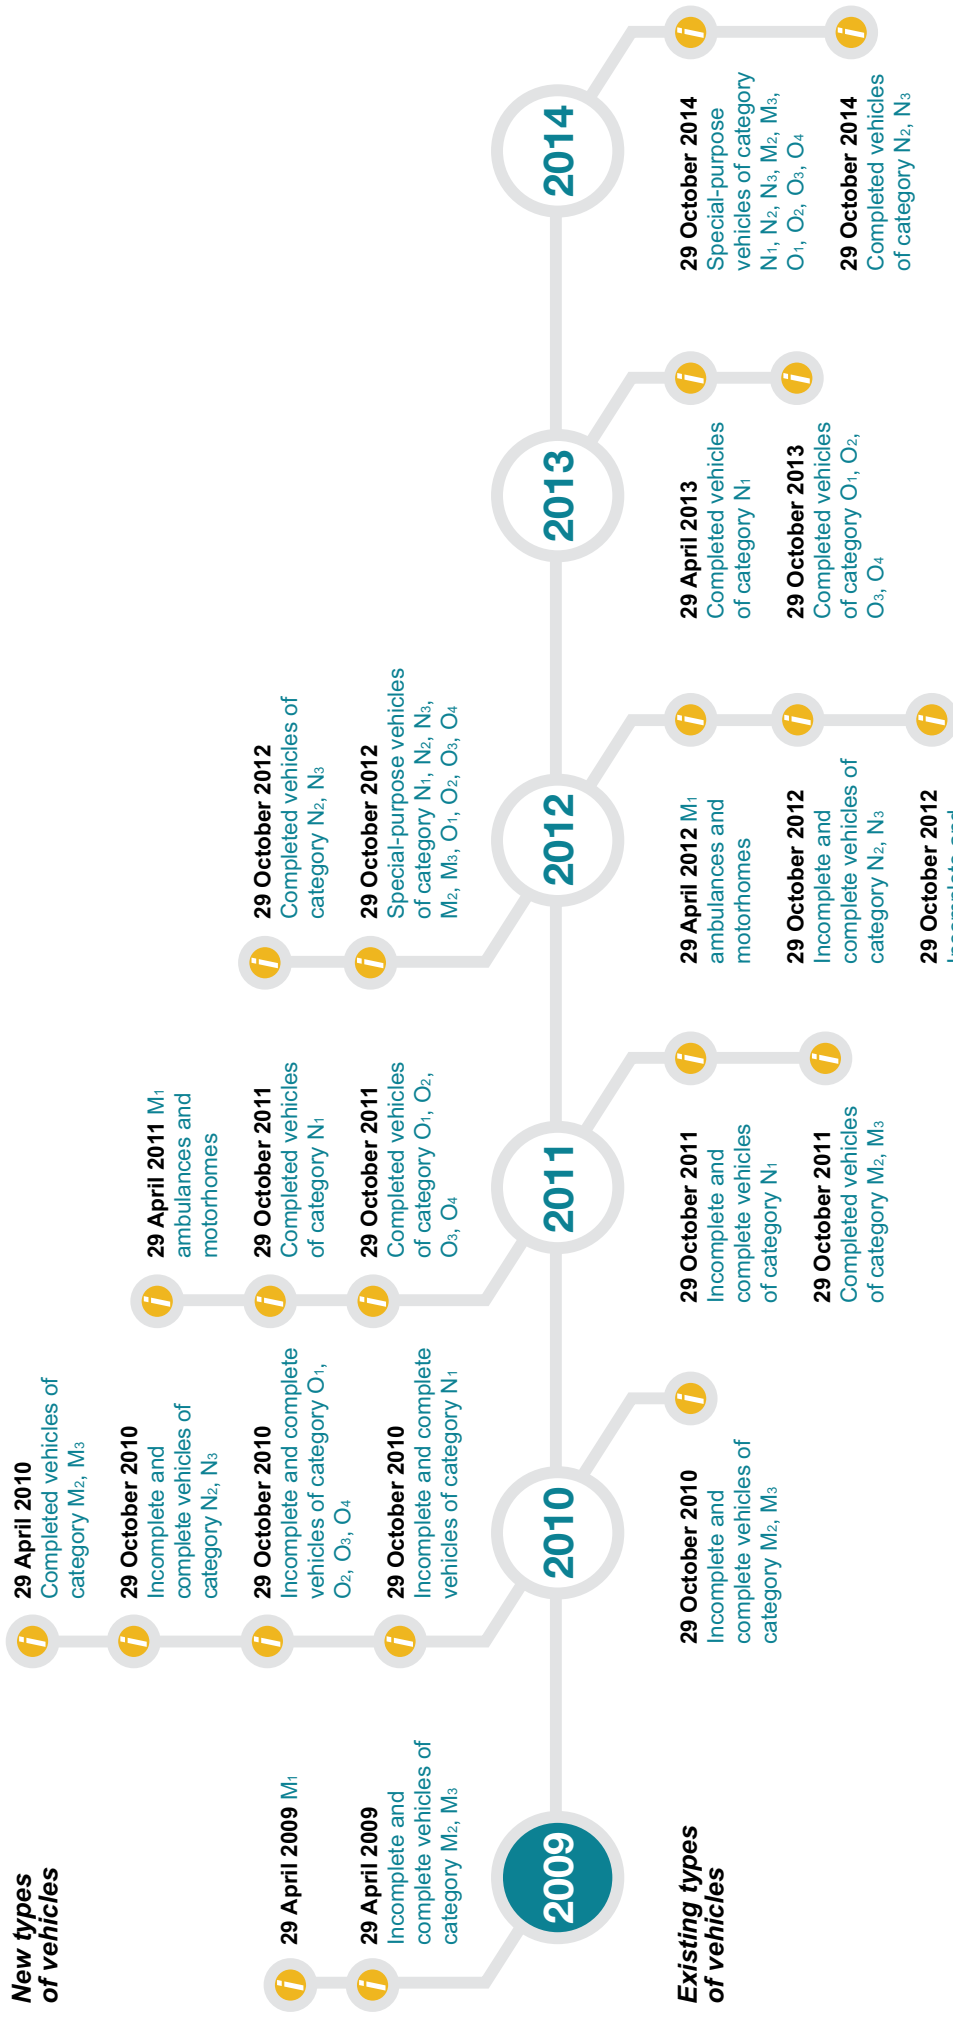 New types
of vehicles
29 April 2009 M1
29 April 2009
Incomplete and
complete vehicles of
category M2, M3
29 April 2010
Completed vehicles of
category M2, M3
29 October 2010
Incomplete and
complete vehicles of
category N2, N3
29 October 2010
Incomplete and complete
vehicles of category O1,
O2, O3, O4
29 October 2010
Incomplete and complete
vehicles of category N1
29 April 2011 M1
ambulances and
motorhomes
29 October 2011
Completed vehicles
of category N1
29 October 2011
Completed vehicles
of category O1, O2,
O3, O4
29 October 2012
Completed vehicles of
category N2, N3
29 October 2012
Special-purpose vehicles
of category N1, N2, N3,
M2, M3, O1, O2, O3, O4
2009
2010
2011
2012
2013
2014
Existing types
of vehicles
29 October 2010
Incomplete and
complete vehicles of
category M2, M3
29 October 2011
Incomplete and
complete vehicles
of category N1
29 October 2011
Completed vehicles
of category M2, M3
29 April 2012 M1
ambulances and
motorhomes
29 October 2012
Incomplete and
complete vehicles of
category N2, N3
29 October 2012
29 April 2013
Completed vehicles
of category N1
29 October 2013
Completed vehicles
of category O1, O2,
O3, O4
29 October 2014
Special-purpose
vehicles of category
N1, N2, N3, M2, M3,
O1, O2, O3, O4
29 October 2014
Completed vehicles
of category N2, N3